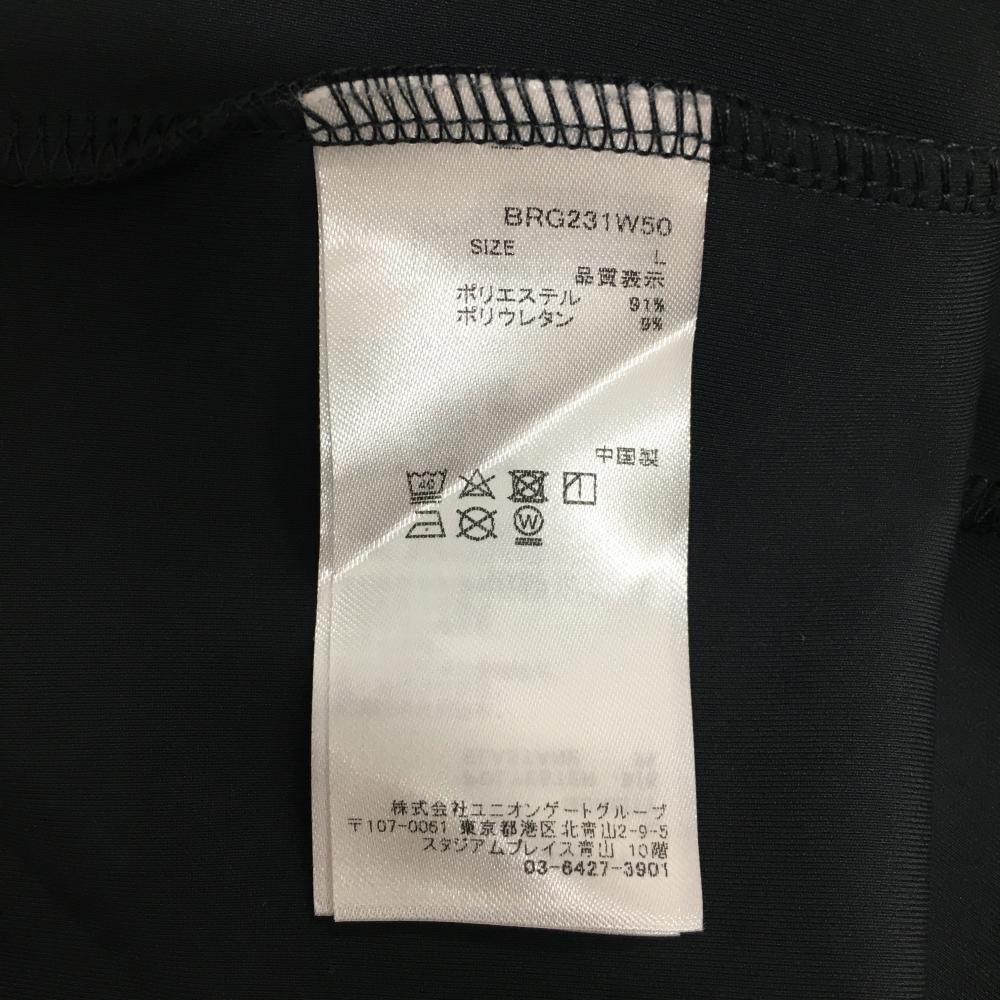 BRG231W50
SIZE L
品質表示
ポリエステル 91%
ポリウレタン 9%
中国製
40
W
株式会社ユニオンゲートグループ
〒107-0061 東京都港区北青山2-9-5
スタジアムプレイス青山 10階
03-6427-3901